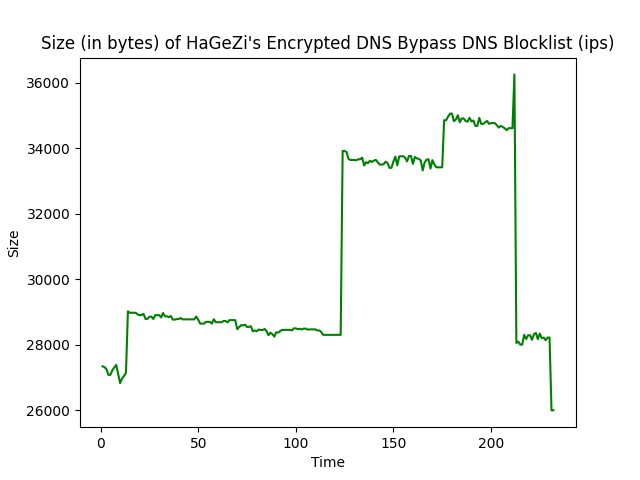 Size (in bytes) of HaGeZi's Encrypted DNS Bypass DNS Blocklist (ips)
36000
34000
32000
30000
28000
26000
Size
0 50 100 150 200
Time